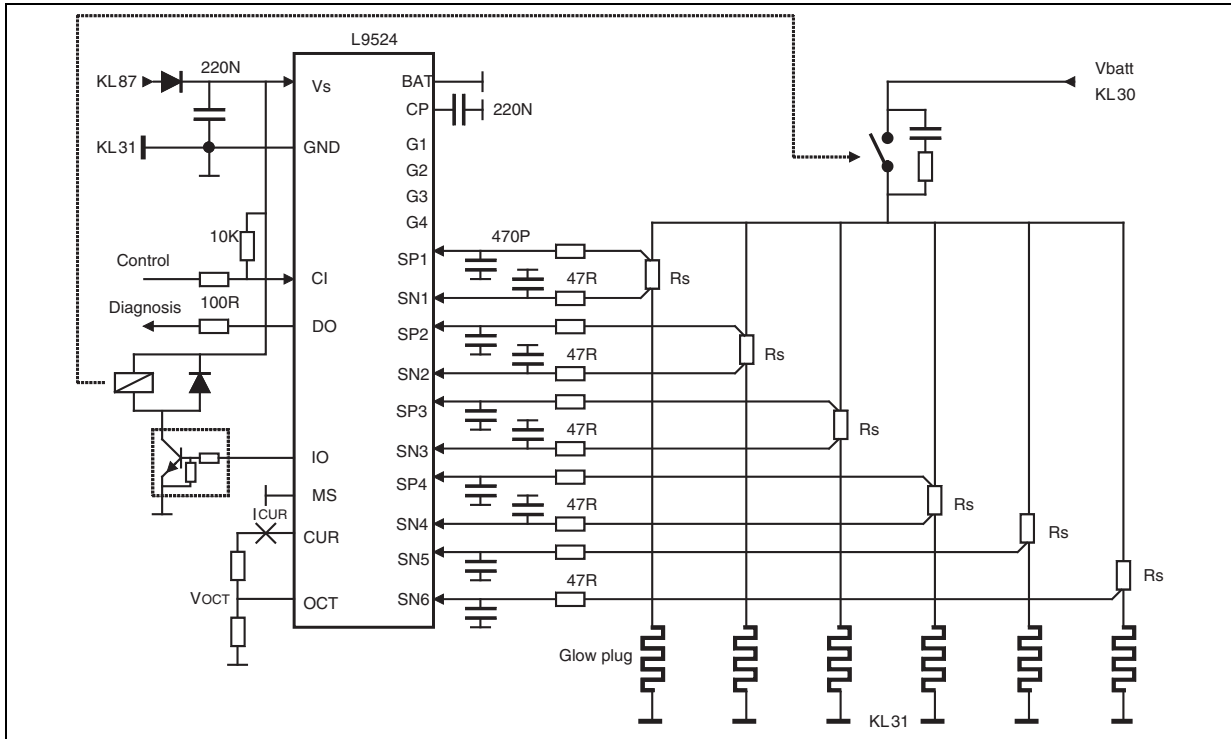 L9524
KL87
220N
Vs
KL31
GND
10K
Control
CI
100R
Diagnosis
DO
IO
MS
ICUR
CUR
VOCT
OCT
BAT
CP
220N
G1
G2
G3
G4
SP1
470P
SN1
47R
Rs
SP2
SN2
47R
Rs
SP3
SN3
47R
Rs
SP4
SN4
47R
Rs
SN5
Rs
SN6
47R
Rs
Vbatt
KL30
Glow plug
KL31